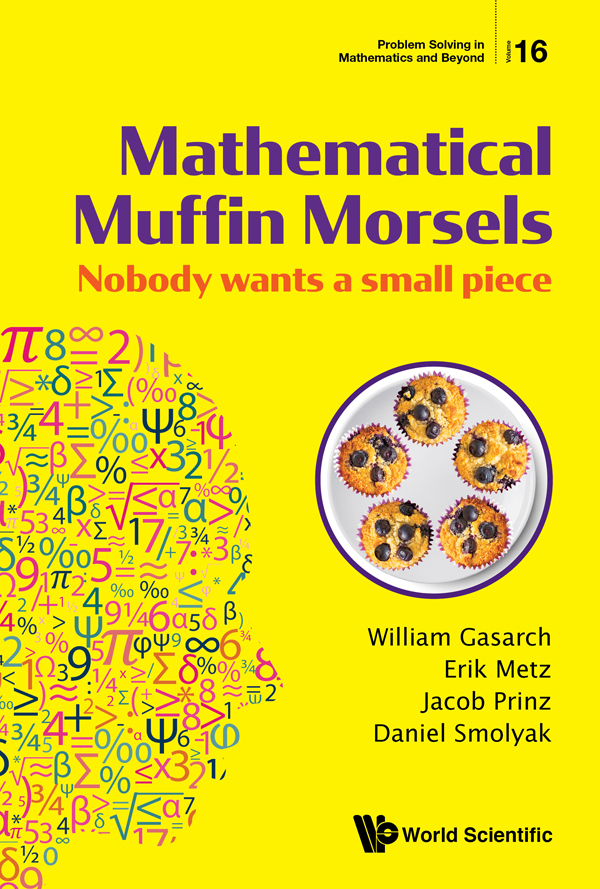 Problem Solving in
Mathematics and Beyond
Volume 16
Mathematical
Muffin Morsels
Nobody wants a small piece
William Gasarch
Erik Metz
Jacob Prinz
Daniel Smolyak
World Scientific